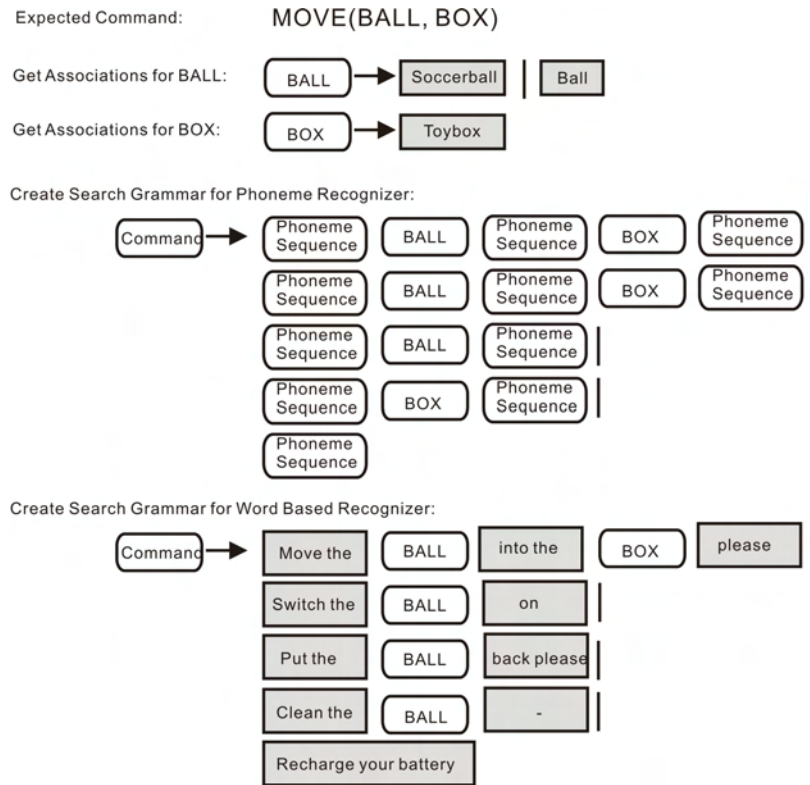 Expected Command: MOVE(BALL, BOX)
Get Associations for BALL: BALL Soccerball | Ball
Get Associations for BOX: BOX Toybox
Create Search Grammar for Phoneme Recognizer:
Command Phoneme Sequence BALL Phoneme Sequence BOX Phoneme Sequence
Phoneme Sequence BALL Phoneme Sequence BOX Phoneme Sequence
Phoneme Sequence BALL Phoneme Sequence |
Phoneme Sequence BOX Phoneme Sequence |
Phoneme Sequence
Create Search Grammar for Word Based Recognizer:
Command Move the BALL into the BOX please
Switch the BALL on |
Put the BALL back please |
Clean the BALL - |
Recharge your battery